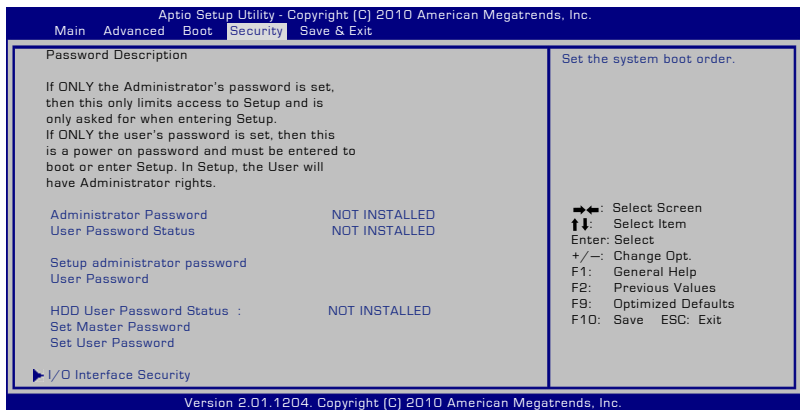 Aptio Setup Utility - Copyright (C) 2010 American Megatrends, Inc.
Main Advanced Boot Security Save & Exit
Password Description
If ONLY the Administrator's password is set,
then this only limits access to Setup and is
only asked for when entering Setup.
If ONLY the user's password is set, then this
is a power on password and must be entered to
boot or enter Setup. In Setup, the User will
have Administrator rights.
Administrator Password NOT INSTALLED
User Password Status NOT INSTALLED
Setup administrator password
User Password
HDD User Password Status : NOT INSTALLED
Set Master Password
Set User Password
I/O Interface Security
Set the system boot order.
→←: Select Screen
↑↓: Select Item
Enter: Select
+/—: Change Opt.
F1: General Help
F2: Previous Values
F9: Optimized Defaults
F10: Save ESC: Exit
Version 2.01.1204. Copyright (C) 2010 American Megatrends, Inc.